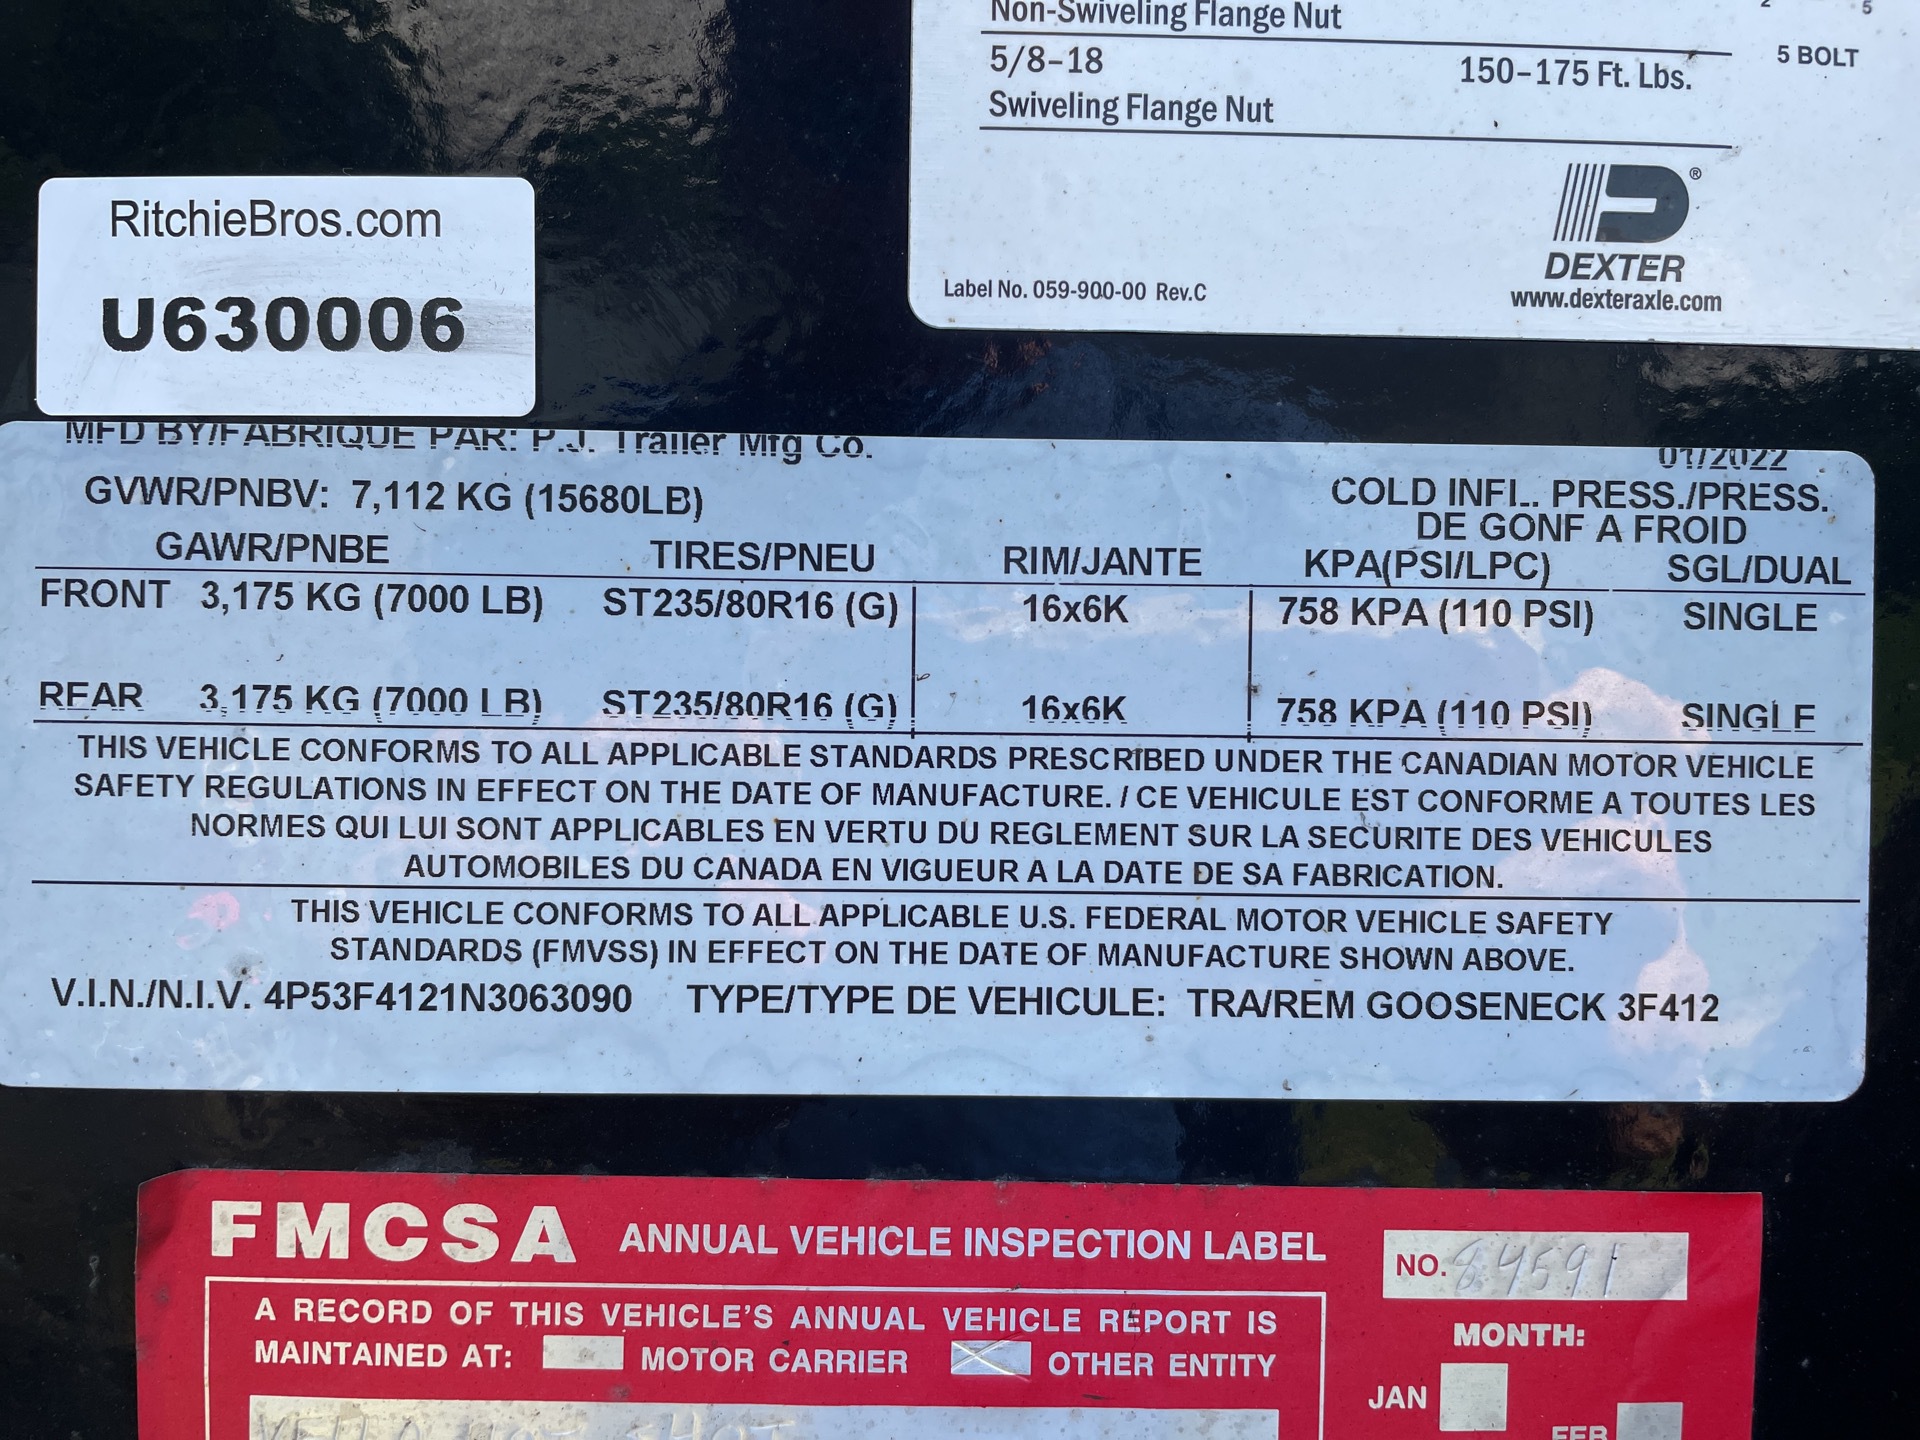 Non-Swiveling Flange Nut
5/8-18
150-175 Ft. Lbs.
Swiveling Flange Nut
2
5
5 BOLT
DEXTER
www.dexteraxle.com
Label No. 059-900-00 Rev.C
RitchieBros.com
U630006
MFD BY/FABRIQUE PAR: P.J. Trailer Mfg Co.
01/2022
GVWR/PNBV: 7,112 KG (15680LB)
COLD INFL. PRESS./PRESS.
DE GONF A FROID
GAWR/PNBE TIRES/PNEU RIM/JANTE KPA(PSI/LPC) SGL/DUAL
FRONT 3,175 KG (7000 LB) ST235/80R16 (G) 16x6K 758 KPA (110 PSI) SINGLE
REAR 3,175 KG (7000 LB) ST235/80R16 (G) 16x6K 758 KPA (110 PSI) SINGLE
THIS VEHICLE CONFORMS TO ALL APPLICABLE STANDARDS PRESCRIBED UNDER THE CANADIAN MOTOR VEHICLE
SAFETY REGULATIONS IN EFFECT ON THE DATE OF MANUFACTURE. / CE VEHICULE EST CONFORME A TOUTES LES
NORMES QUI LUI SONT APPLICABLES EN VERTU DU REGLEMENT SUR LA SECURITE DES VEHICULES
AUTOMOBILES DU CANADA EN VIGUEUR A LA DATE DE SA FABRICATION.
THIS VEHICLE CONFORMS TO ALL APPLICABLE U.S. FEDERAL MOTOR VEHICLE SAFETY
STANDARDS (FMVSS) IN EFFECT ON THE DATE OF MANUFACTURE SHOWN ABOVE.
V.I.N./N.I.V. 4P53F4121N3063090 TYPE/TYPE DE VEHICULE: TRA/REM GOOSENECK 3F412
FMCSA ANNUAL VEHICLE INSPECTION LABEL
NO. 84591
A RECORD OF THIS VEHICLE'S ANNUAL VEHICLE REPORT IS
MAINTAINED AT: MOTOR CARRIER OTHER ENTITY
MONTH:
JAN
FEB